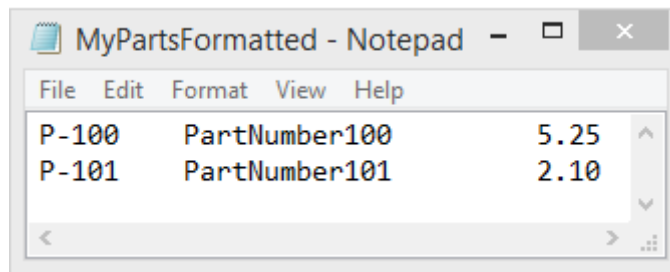 MyPartsFormatted - Notepad
File Edit Format View Help
P-100 PartNumber100 5.25
P-101 PartNumber101 2.10